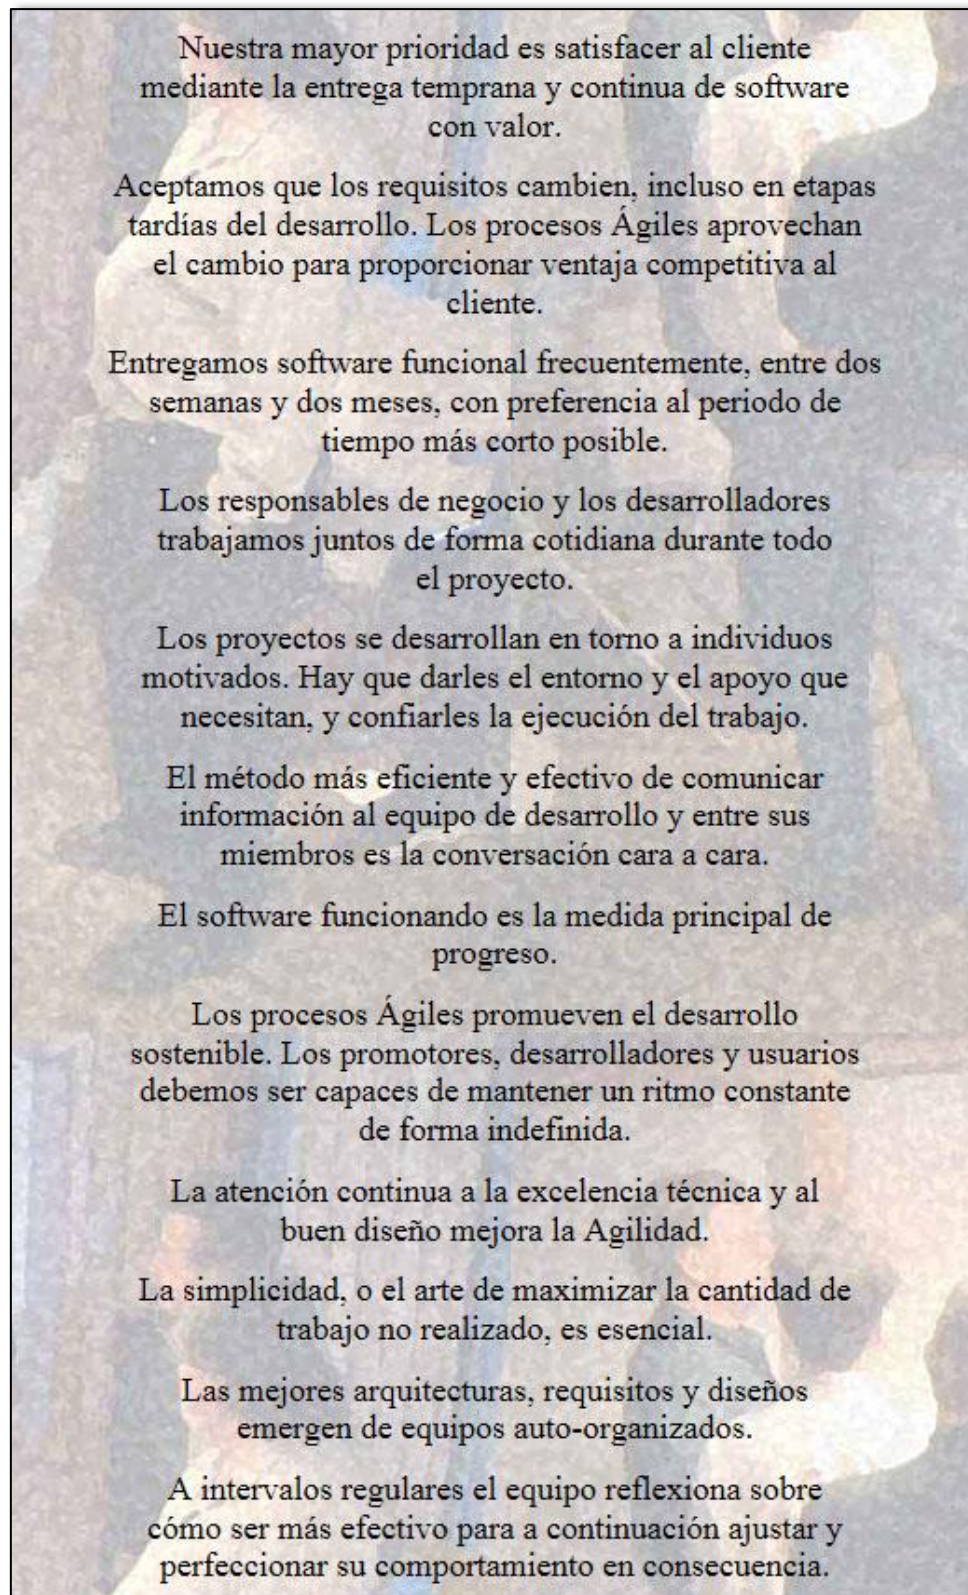 Nuestra mayor prioridad es satisfacer al cliente
mediante la entrega temprana y continua de software
con valor.
Aceptamos que los requisitos cambien, incluso en etapas
tardías del desarrollo. Los procesos Ágiles aprovechan
el cambio para proporcionar ventaja competitiva al
cliente.
Entregamos software funcional frecuentemente, entre dos
semanas y dos meses, con preferencia al periodo de
tiempo más corto posible.
Los responsables de negocio y los desarrolladores
trabajamos juntos de forma cotidiana durante todo
el proyecto.
Los proyectos se desarrollan en torno a individuos
motivados. Hay que darles el entorno y el apoyo que
necesitan, y confiarles la ejecución del trabajo.
El método más eficiente y efectivo de comunicar
información al equipo de desarrollo y entre sus
miembros es la conversación cara a cara.
El software funcionando es la medida principal de
progreso.
Los procesos Ágiles promueven el desarrollo
sostenible. Los promotores, desarrolladores y usuarios
debemos ser capaces de mantener un ritmo constante
de forma indefinida.
La atención continua a la excelencia técnica y al
buen diseño mejora la Agilidad.
La simplicidad, o el arte de maximizar la cantidad de
trabajo no realizado, es esencial.
Las mejores arquitecturas, requisitos y diseños
emergen de equipos auto-organizados.
A intervalos regulares el equipo reflexiona sobre
cómo ser más efectivo para a continuación ajustar y
perfeccionar su comportamiento en consecuencia.